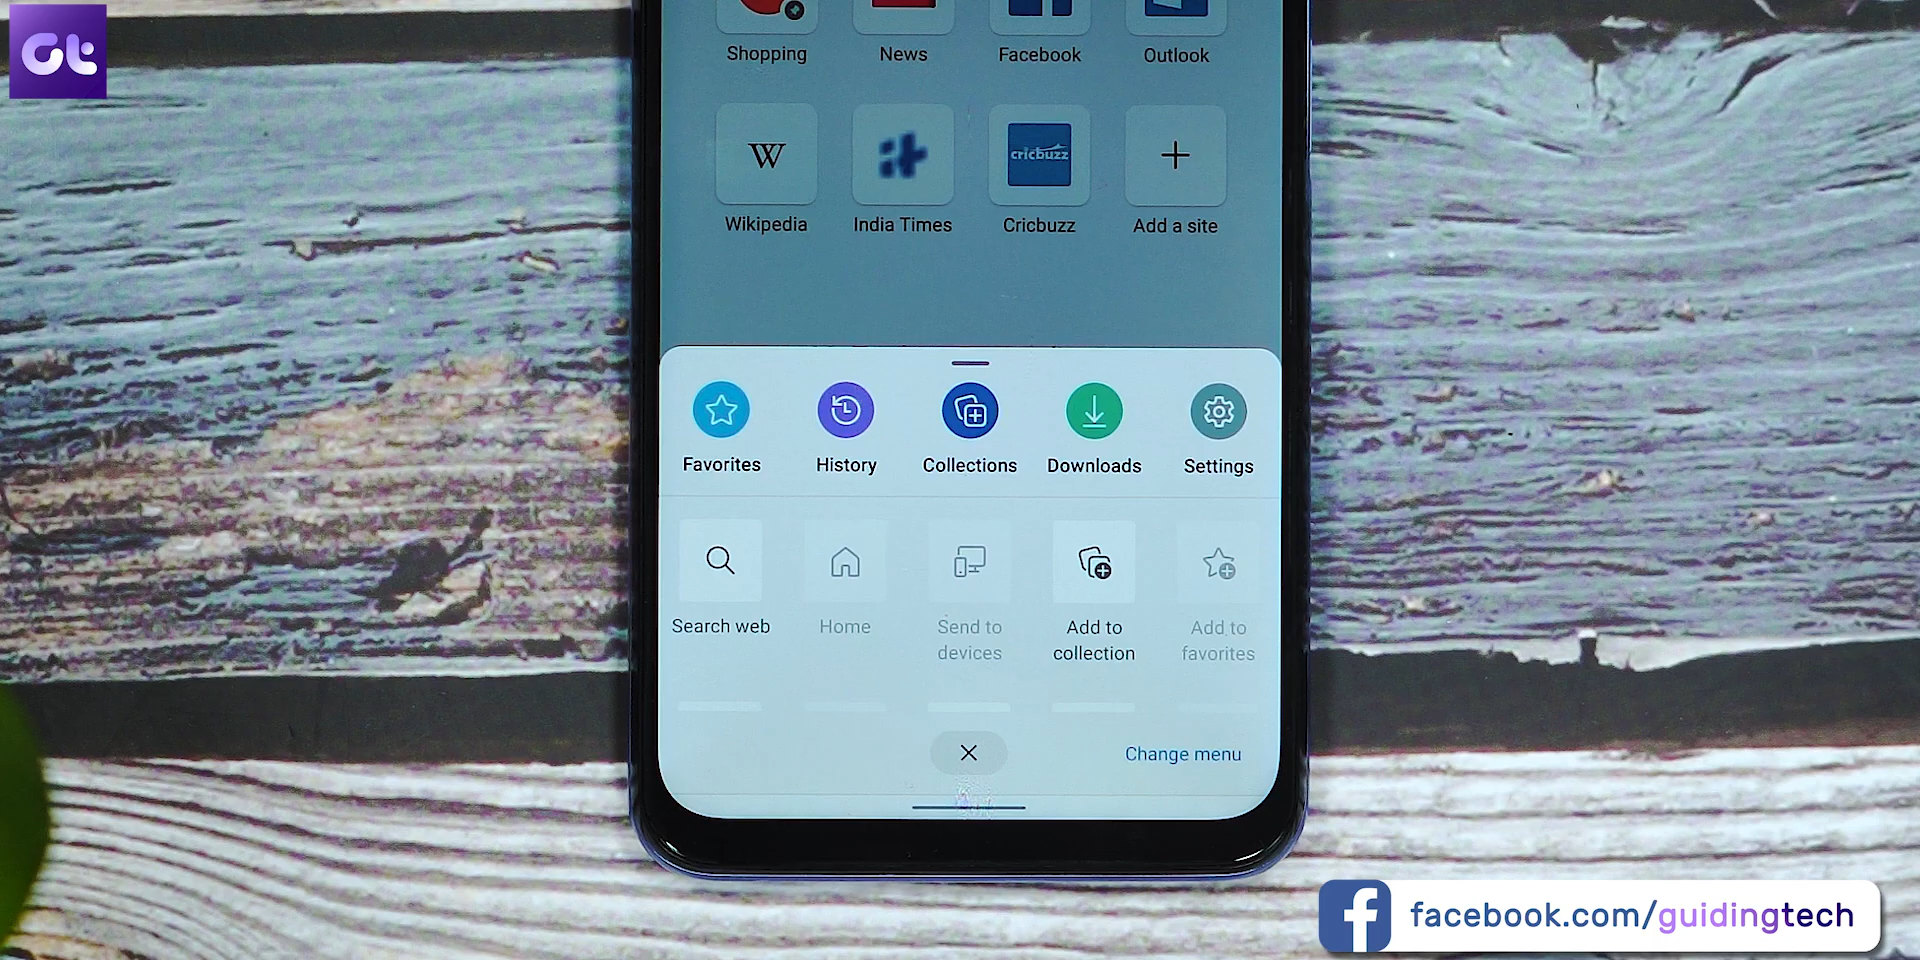 Gt
Shopping News Facebook Outlook
W
cricbuzz
Wikipedia India Times Cricbuzz Add a site
Favorites History Collections Downloads Settings
Search web Home Send to devices Add to collection Add to favorites
Change menu
facebook.com/guidingtech